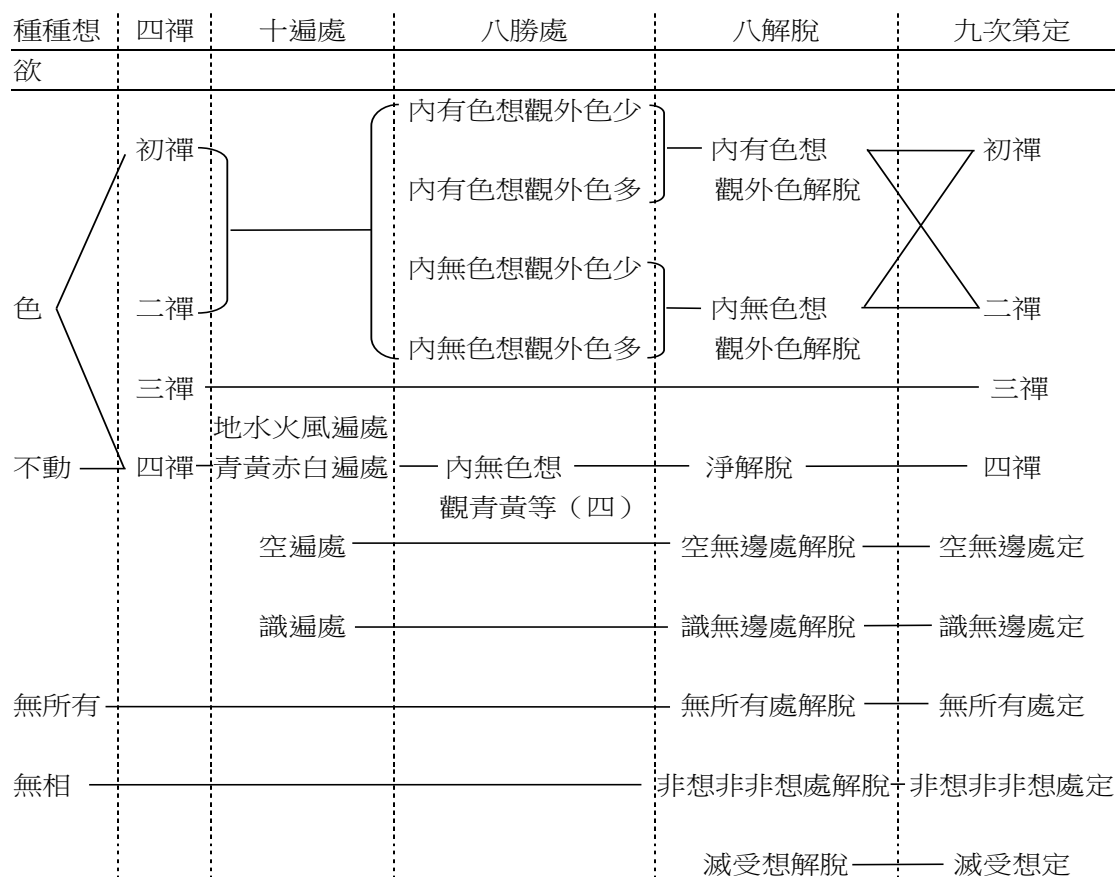 種種想 四禪 十遍處 八勝處 八解脫 九次第定
欲
內有色想觀外色少
初禪 內有色想 初禪
內有色想觀外色多 觀外色解脫
內無色想觀外色少
色 二禪 內無色想 二禪
內無色想觀外色多 觀外色解脫
三禪 三禪
地水火風遍處
不動 四禪 青黃赤白遍處 內無色想 淨解脫 四禪
觀青黃等（四）
空遍處 空無邊處解脫 空無邊處定
識遍處 識無邊處解脫 識無邊處定
無所有 無所有處解脫 無所有處定
無相 非想非非想處解脫 非想非非想處定
滅受想解脫 滅受想定